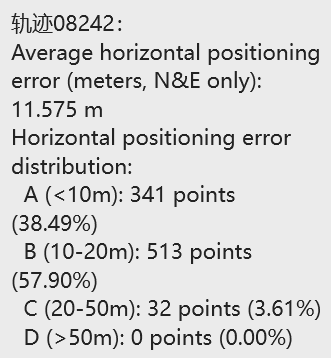 轨迹08242：
Average horizontal positioning
error (meters, N&E only):
11.575 m
Horizontal positioning error
distribution:
A (<10m): 341 points
(38.49%)
B (10-20m): 513 points
(57.90%)
C (20-50m): 32 points (3.61%)
D (>50m): 0 points (0.00%)